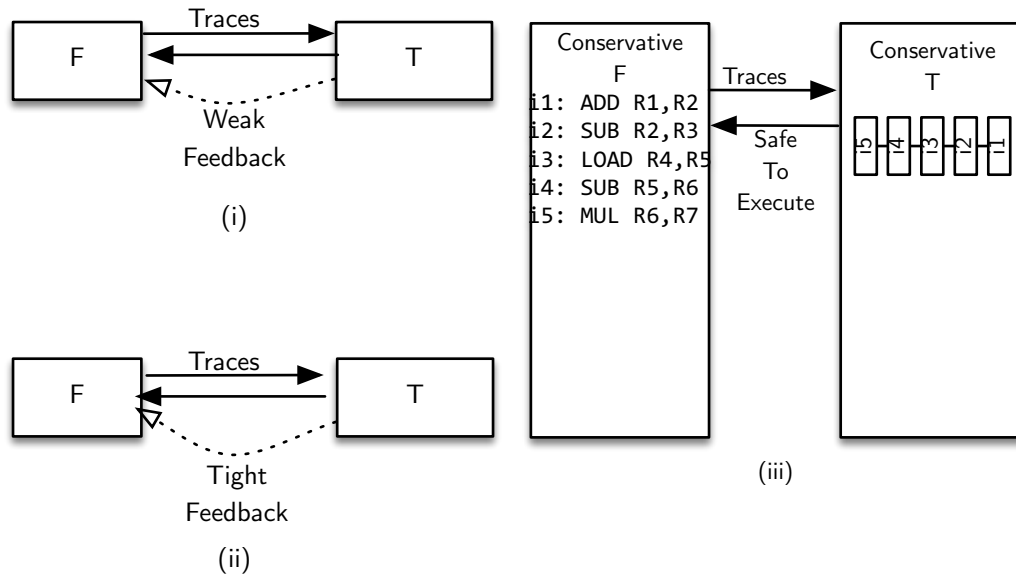 Traces
F
T
Weak
Feedback
(i)
Traces
F
T
Tight
Feedback
(ii)
Conservative
F
i1: ADD R1,R2
i2: SUB R2,R3
i3: LOAD R4,R5
i4: SUB R5,R6
i5: MUL R6,R7
Traces
Safe
To
Execute
Conservative
T
i5
i4
i3
i2
i1
(iii)